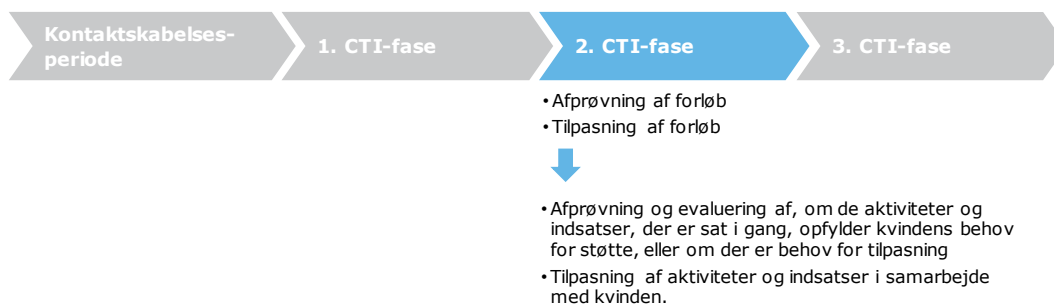 Kontaktskabelses-
periode
1. CTI-fase
2. CTI-fase
3. CTI-fase
• Afprøvning af forløb
• Tilpasning af forløb
• Afprøvning og evaluering af, om de aktiviteter og
indsatser, der er sat i gang, opfylder kvindens behov
for støtte, eller om der er behov for tilpasning
• Tilpasning af aktiviteter og indsatser i samarbejde
med kvinden.